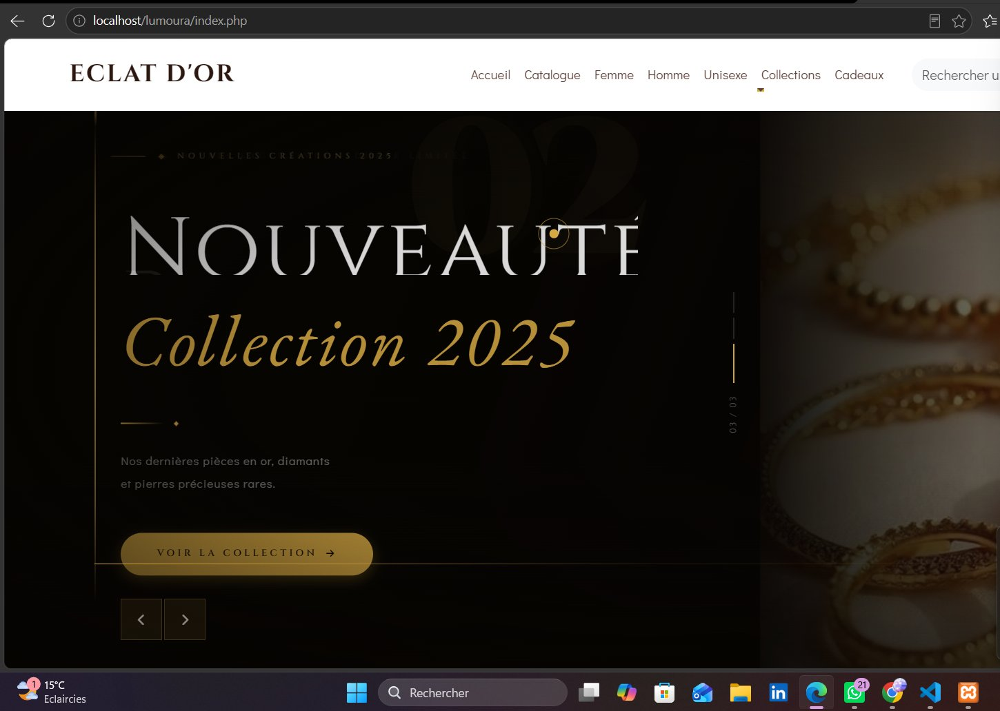 localhost/lumoura/index.php
ECLAT D'OR
Accueil Catalogue Femme Homme Unisexe Collections Cadeaux
Rechercher u
02
NOUVELLES CRÉATIONS 2025
NOUVEAUTÉ
Collection 2025
03 / 03
Nos dernières pièces en or, diamants
et pierres précieuses rares.
VOIR LA COLLECTION →
1
15°C
Eclaircies
Rechercher
21